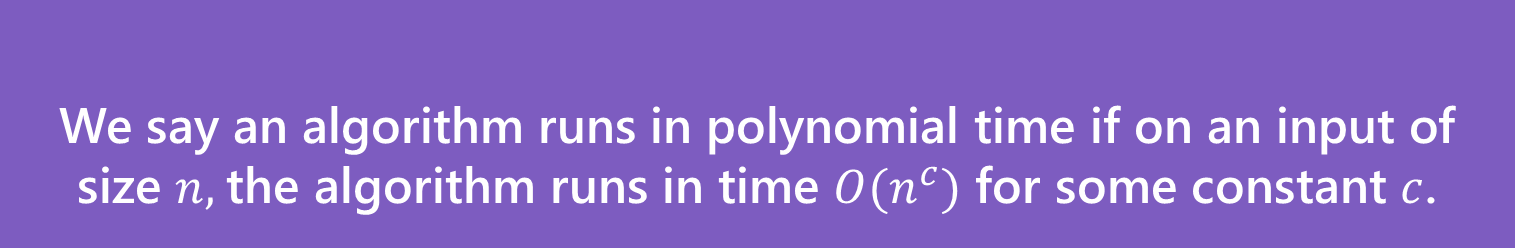 We say an algorithm runs in polynomial time if on an input of
size 𝑛, the algorithm runs in time 𝑂(𝑛ᶜ) for some constant 𝑐.